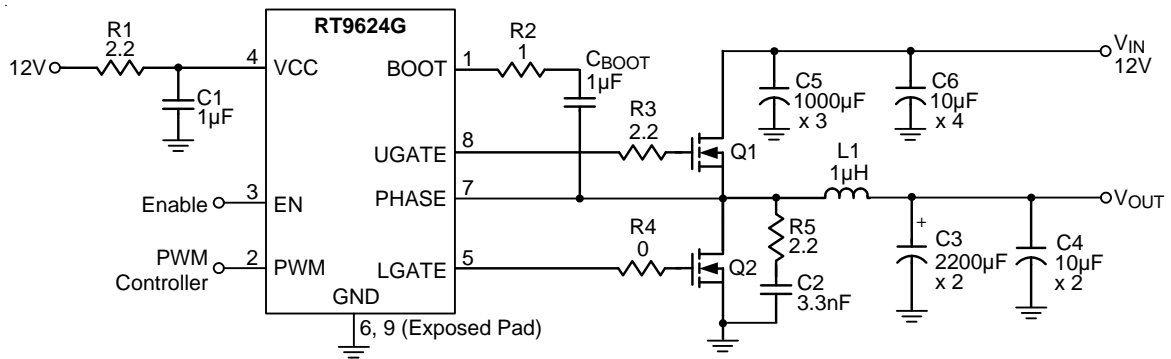 RT9624G
R1
2.2
12V
4
VCC
C1
1µF
BOOT
1
R2
1
CBOOT
1µF
R3
2.2
UGATE
8
Q1
C5
1000µF
x 3
C6
10µF
x 4
VIN
12V
Enable
3
EN
PHASE
7
L1
1µH
VOUT
PWM
Controller
2
PWM
LGATE
5
R4
0
Q2
R5
2.2
C2
3.3nF
+
C3
2200µF
x 2
C4
10µF
x 2
GND
6, 9 (Exposed Pad)